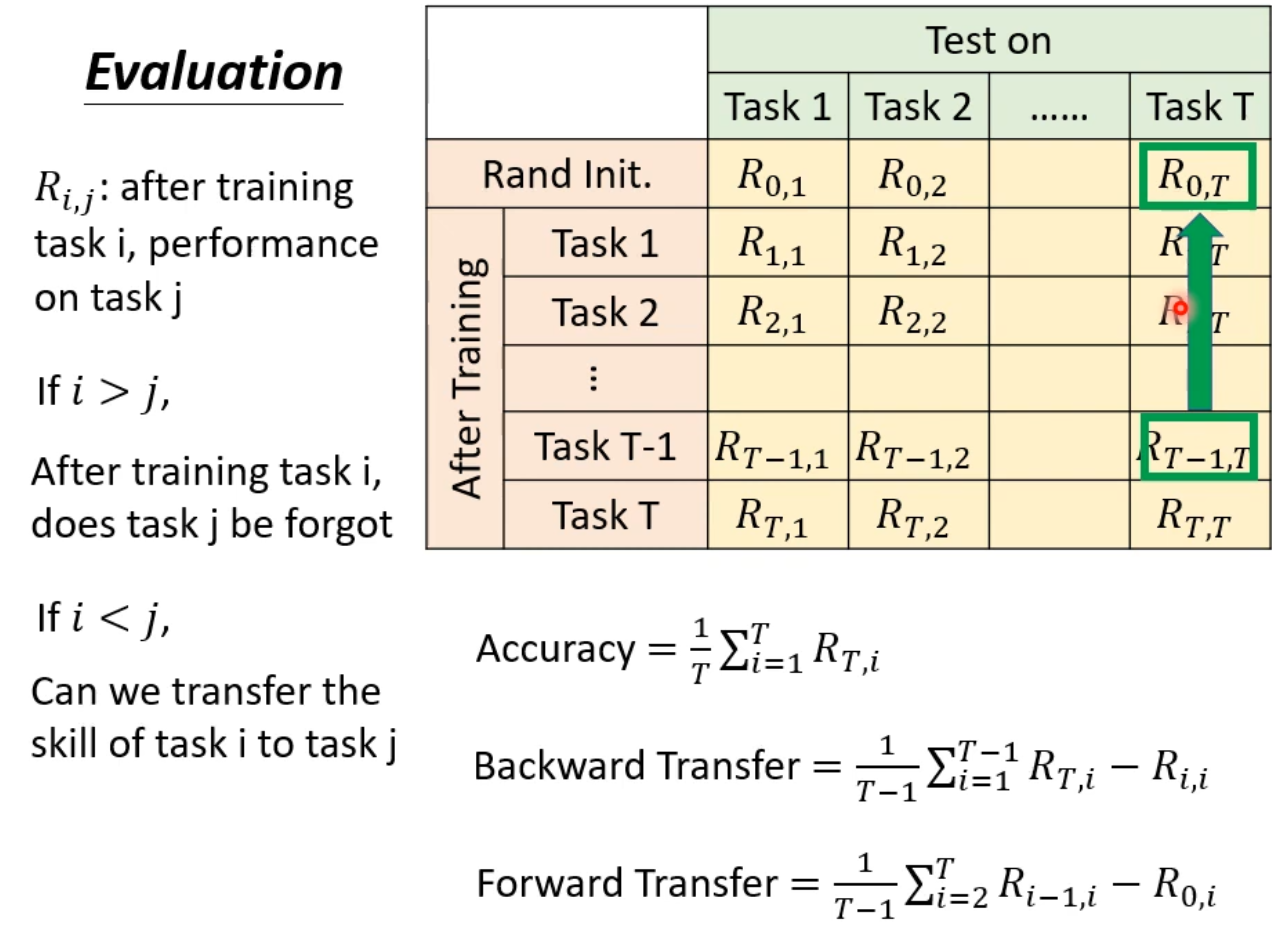 Evaluation
R_{i,j}: after training
task i, performance
on task j
If i > j,
After training task i,
does task j be forgot
If i < j,
Can we transfer the
skill of task i to task j
Test on
Task 1 Task 2 …… Task T
Rand Init. R_{0,1} R_{0,2} R_{0,T}
After Training
Task 1 R_{1,1} R_{1,2} R T
Task 2 R_{2,1} R_{2,2} R T
⋮
Task T-1 R_{T−1,1} R_{T−1,2} R_{T−1,T}
Task T R_{T,1} R_{T,2} R_{T,T}
Accuracy = \frac{1}{T} \sum_{i=1}^{T} R_{T,i}
Backward Transfer = \frac{1}{T−1} \sum_{i=1}^{T−1} R_{T,i} − R_{i,i}
Forward Transfer = \frac{1}{T−1} \sum_{i=2}^{T} R_{i−1,i} − R_{0,i}